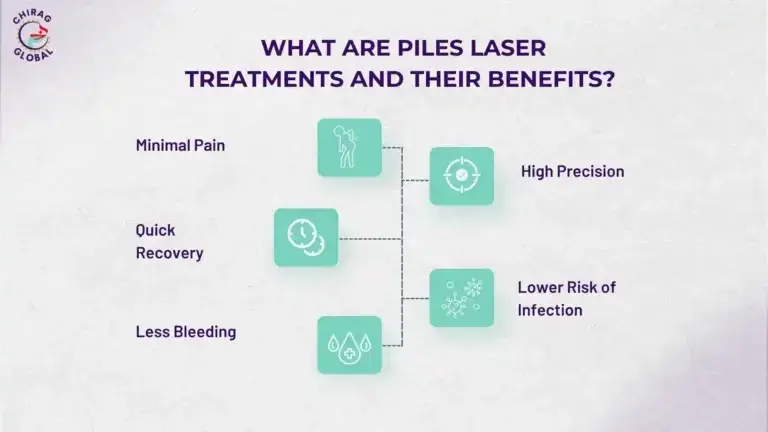 CHIRAG
GLOBAL
WHAT ARE PILES LASER
TREATMENTS AND THEIR BENEFITS?
Minimal Pain
High Precision
Quick
Recovery
Lower Risk of
Infection
Less Bleeding